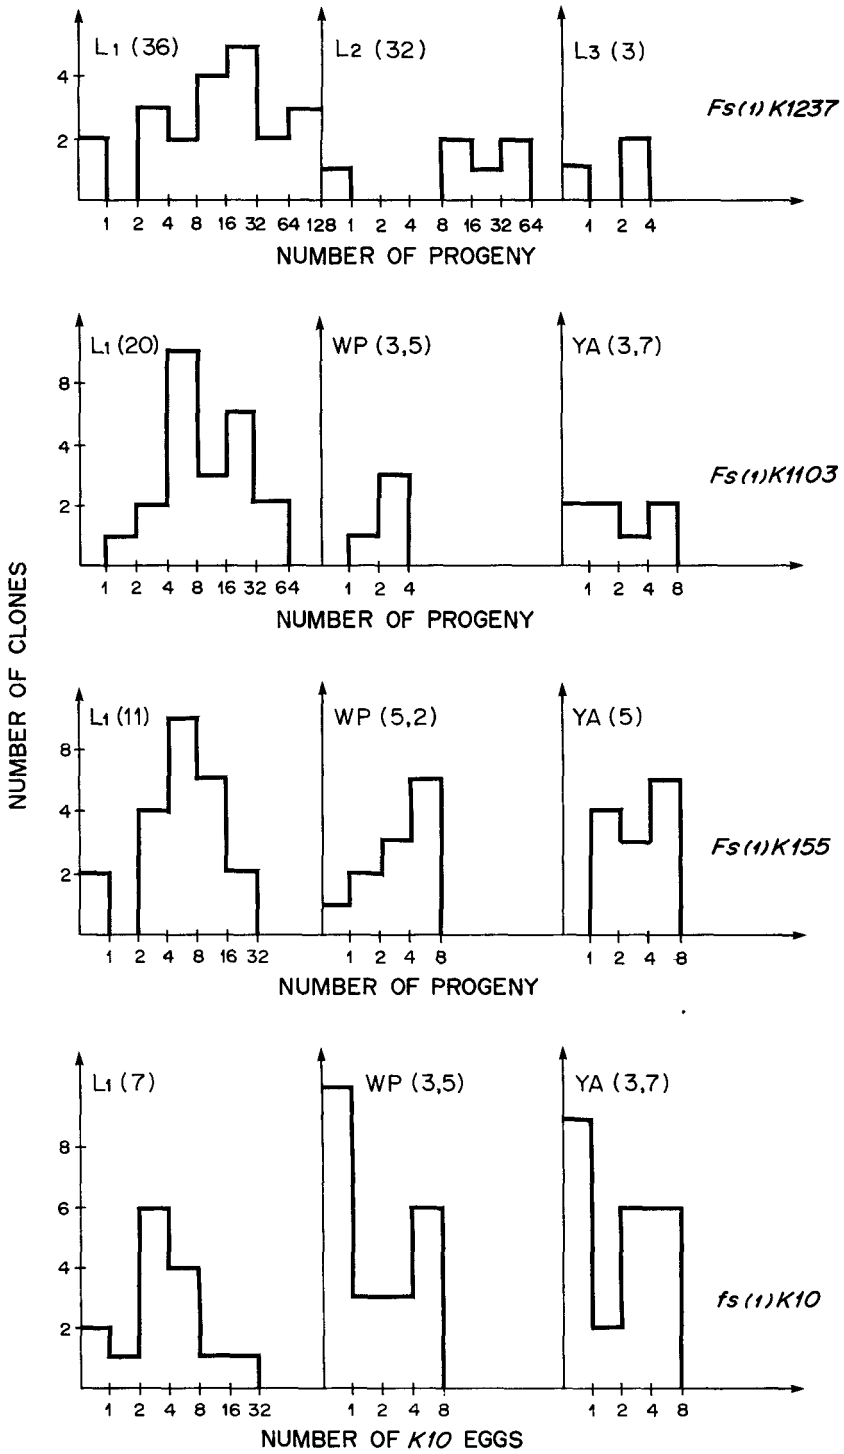 L1 (36) L2 (32) L3 (3)
4
2
Fs(1)K1237
1 2 4 8 16 32 64 128 1 2 4 8 16 32 64 1 2 4
NUMBER OF PROGENY
L1 (20) WP (3,5) YA (3,7)
8
4
2
Fs(1)K1103
1 2 4 8 16 32 64 1 2 4 1 2 4 8
NUMBER OF PROGENY
NUMBER OF CLONES
L1 (11) WP (5,2) YA (5)
8
4
2
Fs(1)K155
1 2 4 8 16 32 1 2 4 8 1 2 4 8
NUMBER OF PROGENY
L1 (7) WP (3,5) YA (3,7)
8
6
4
2
fs(1)K10
1 2 4 8 16 32 1 2 4 8 1 2 4 8
NUMBER OF K10 EGGS